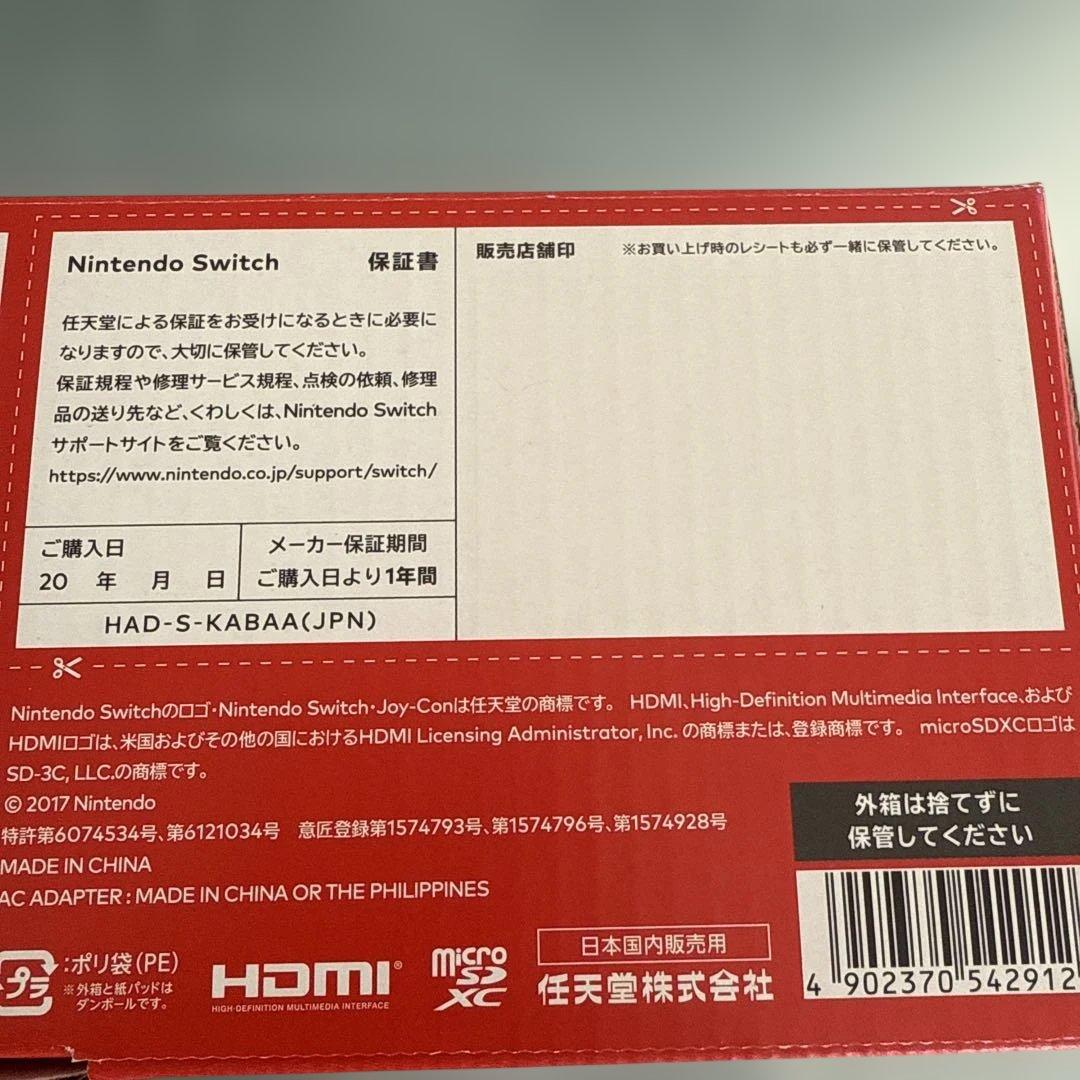 Nintendo Switch 保証書
任天堂による保証をお受けになるときに必要に
なりますので、大切に保管してください。
保証規程や修理サービス規程、点検の依頼、修理
品の送り先など、くわしくは、Nintendo Switch
サポートサイトをご覧ください。
https://www.nintendo.co.jp/support/switch/
ご購入日
20 年 月 日
メーカー保証期間
ご購入日より1年間
HAD-S-KABAA(JPN)
販売店舗印 ※お買い上げ時のレシートも必ず一緒に保管してください。
Nintendo Switchのロゴ・Nintendo Switch・Joy-Conは任天堂の商標です。 HDMI、High-Definition Multimedia Interface、および
HDMIロゴは、米国およびその他の国におけるHDMI Licensing Administrator, Inc. の商標または、登録商標です。 microSDXCロゴは
SD-3C, LLC.の商標です。
© 2017 Nintendo
特許第6074534号、第6121034号 意匠登録第1574793号、第1574796号、第1574928号
MADE IN CHINA
AC ADAPTER : MADE IN CHINA OR THE PHILIPPINES
外箱は捨てずに
保管してください
プラ
:ポリ袋(PE)
※外箱と紙パッドは
ダンボールです。
HDMI®
HIGH-DEFINITION MULTIMEDIA INTERFACE
micro
SD
XC
日本国内販売用
任天堂株式会社
4 902370 542912